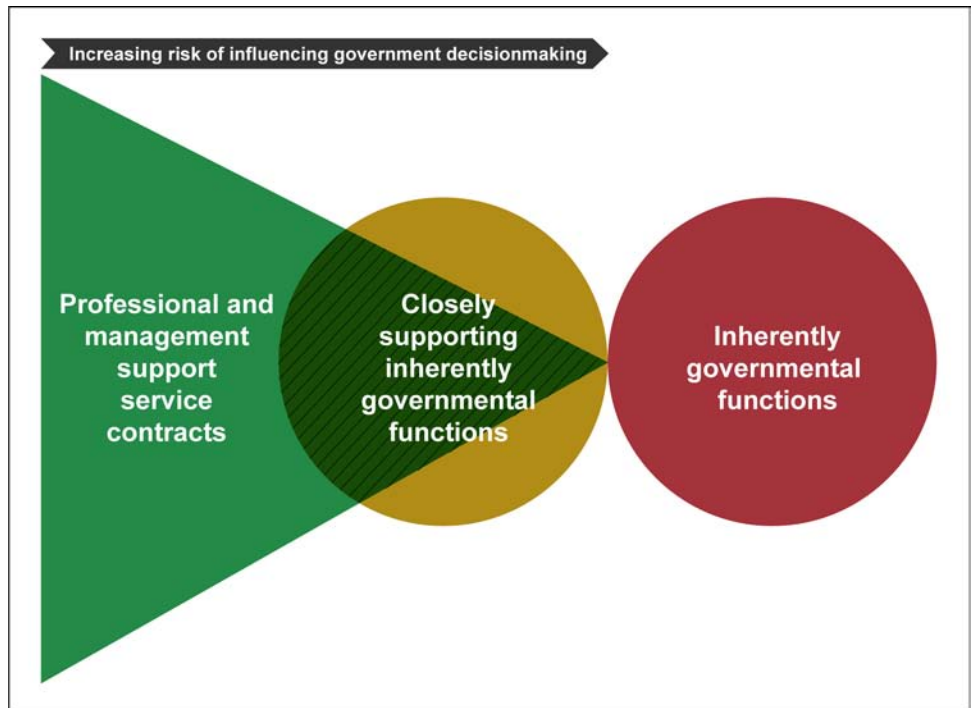 Increasing risk of influencing government decisionmaking
Professional and
management
support
service
contracts
Closely
supporting
inherently
governmental
functions
Inherently
governmental
functions